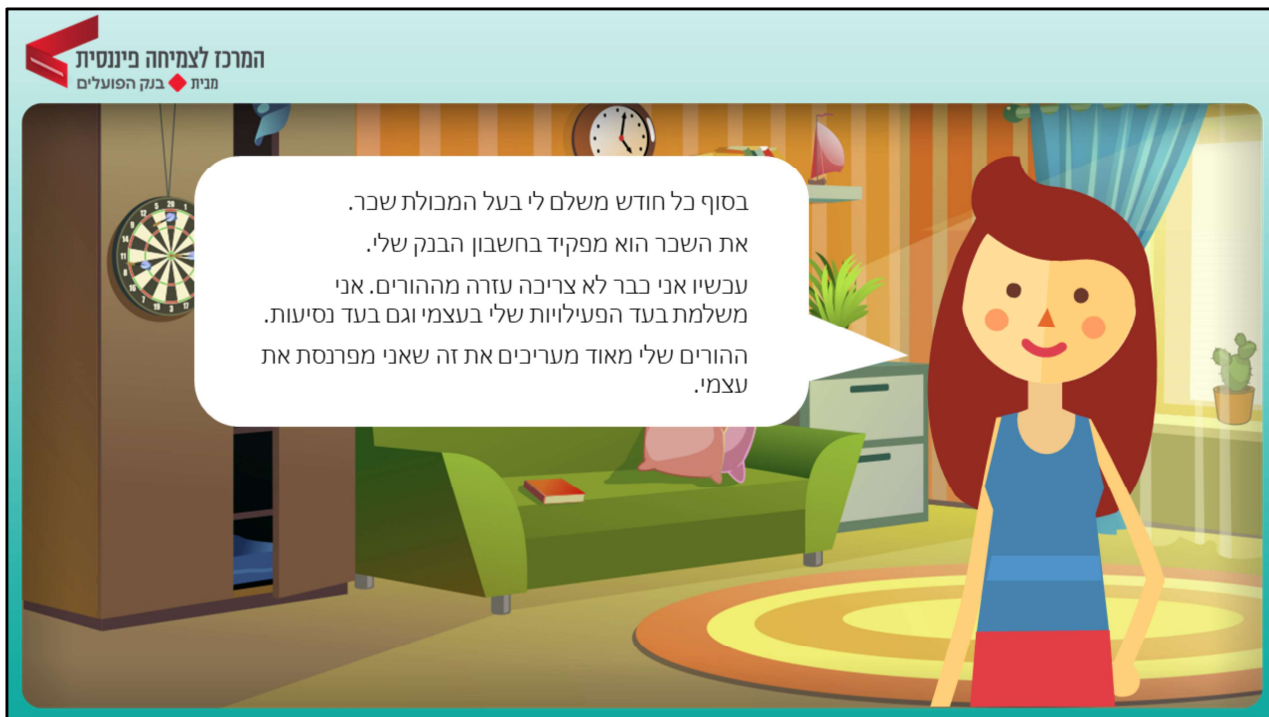 המרכז לצמיחה פיננסית
מבית בנק הפועלים
בסוף כל חודש משלם לי בעל המכולת שכר.
את השכר הוא מפקיד בחשבון הבנק שלי.
עכשיו אני כבר לא צריכה עזרה מההורים. אני
משלמת בעד הפעילויות שלי בעצמי וגם בעד נסיעות.
ההורים שלי מאוד מעריכים את זה שאני מפרנסת את
עצמי.